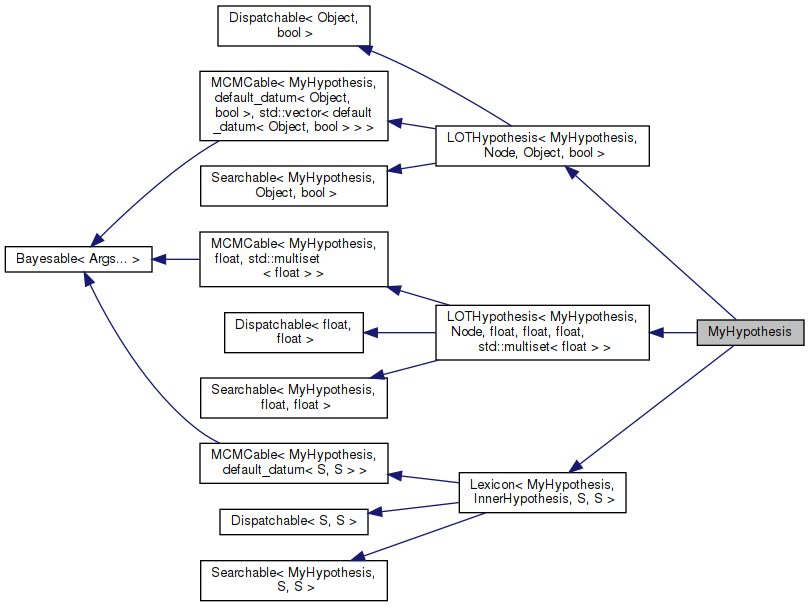 Dispatchable< Object,
bool >
MCMCable< MyHypothesis,
default_datum< Object,
bool >, std::vector< default
_datum< Object, bool > > >
LOTHypothesis< MyHypothesis,
Node, Object, bool >
Searchable< MyHypothesis,
Object, bool >
Bayesable< Args... >
MCMCable< MyHypothesis,
float, std::multiset
< float > >
Dispatchable< float,
float >
LOTHypothesis< MyHypothesis,
Node, float, float, float,
std::multiset< float > >
MyHypothesis
Searchable< MyHypothesis,
float, float >
MCMCable< MyHypothesis,
default_datum< S, S > >
Lexicon< MyHypothesis,
InnerHypothesis, S, S >
Dispatchable< S, S >
Searchable< MyHypothesis,
S, S >